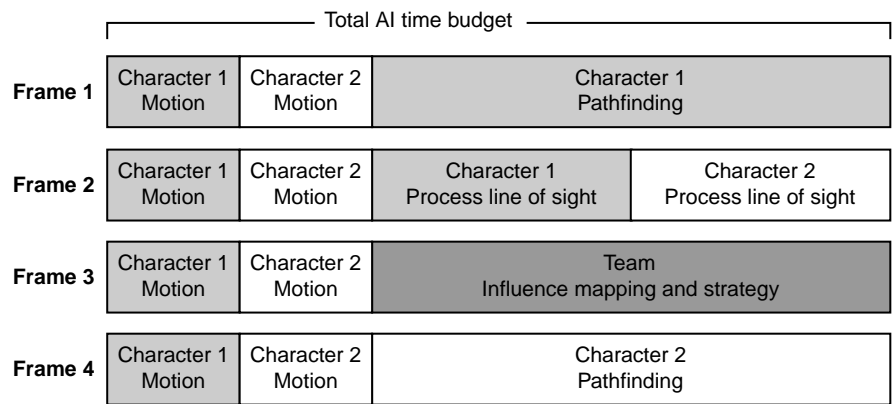 Total AI time budget
Frame 1
Character 1
Motion
Character 2
Motion
Character 1
Pathfinding
Frame 2
Character 1
Motion
Character 2
Motion
Character 1
Process line of sight
Character 2
Process line of sight
Frame 3
Character 1
Motion
Character 2
Motion
Team
Influence mapping and strategy
Frame 4
Character 1
Motion
Character 2
Motion
Character 2
Pathfinding